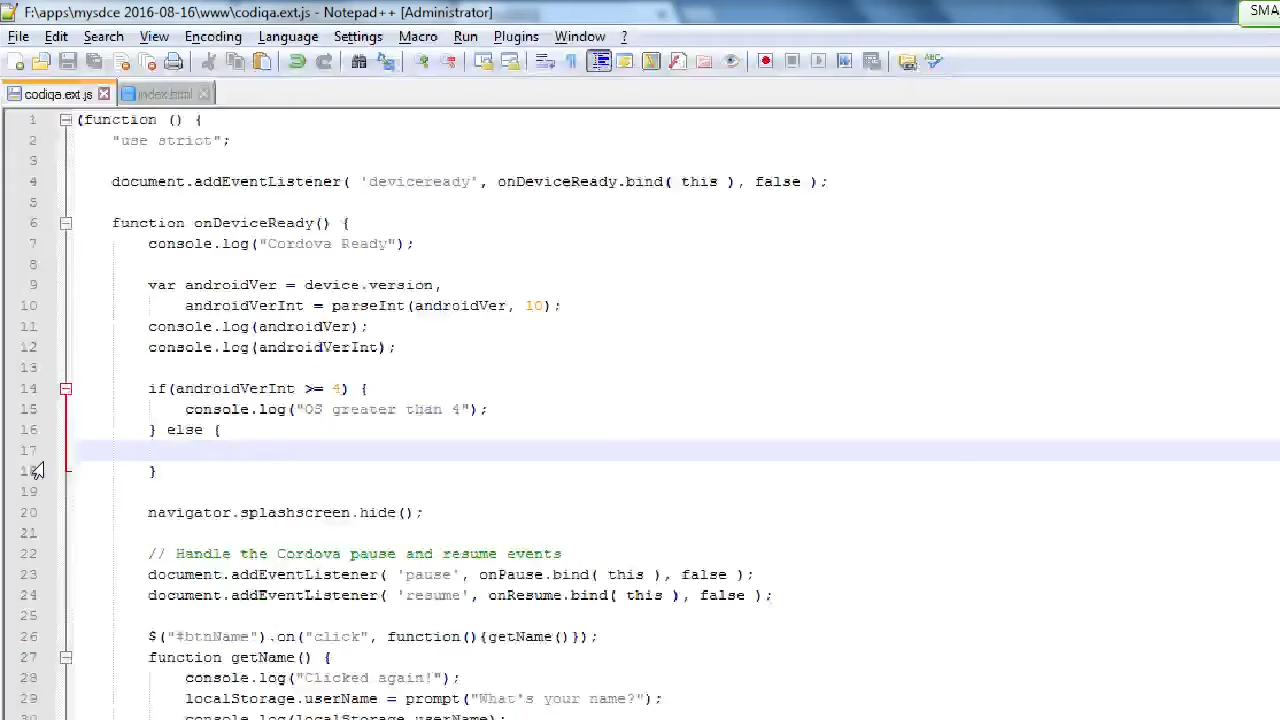 F:\apps\mysdce 2016-08-16\www\codiqa.ext.js - Notepad++ [Administrator]
SMA
File Edit Search View Encoding Language Settings Macro Run Plugins Window ?
codiqa.ext.js index.html
1 (function () {
2 "use strict";
3
4 document.addEventListener( 'deviceready', onDeviceReady.bind( this ), false );
5
6 function onDeviceReady() {
7 console.log("Cordova Ready");
8
9 var androidVer = device.version,
10 androidVerInt = parseInt(androidVer, 10);
11 console.log(androidVer);
12 console.log(androidVerInt);
13
14 if(androidVerInt >= 4) {
15 console.log("OS greater than 4");
16 } else {
17
18 }
19
20 navigator.splashscreen.hide();
21
22 // Handle the Cordova pause and resume events
23 document.addEventListener( 'pause', onPause.bind( this ), false );
24 document.addEventListener( 'resume', onResume.bind( this ), false );
25
26 $("#btnName").on("click", function(){getName()});
27 function getName() {
28 console.log("Clicked again!");
29 localStorage.userName = prompt("What's your name?");
30 console.log(localStorage.userName);